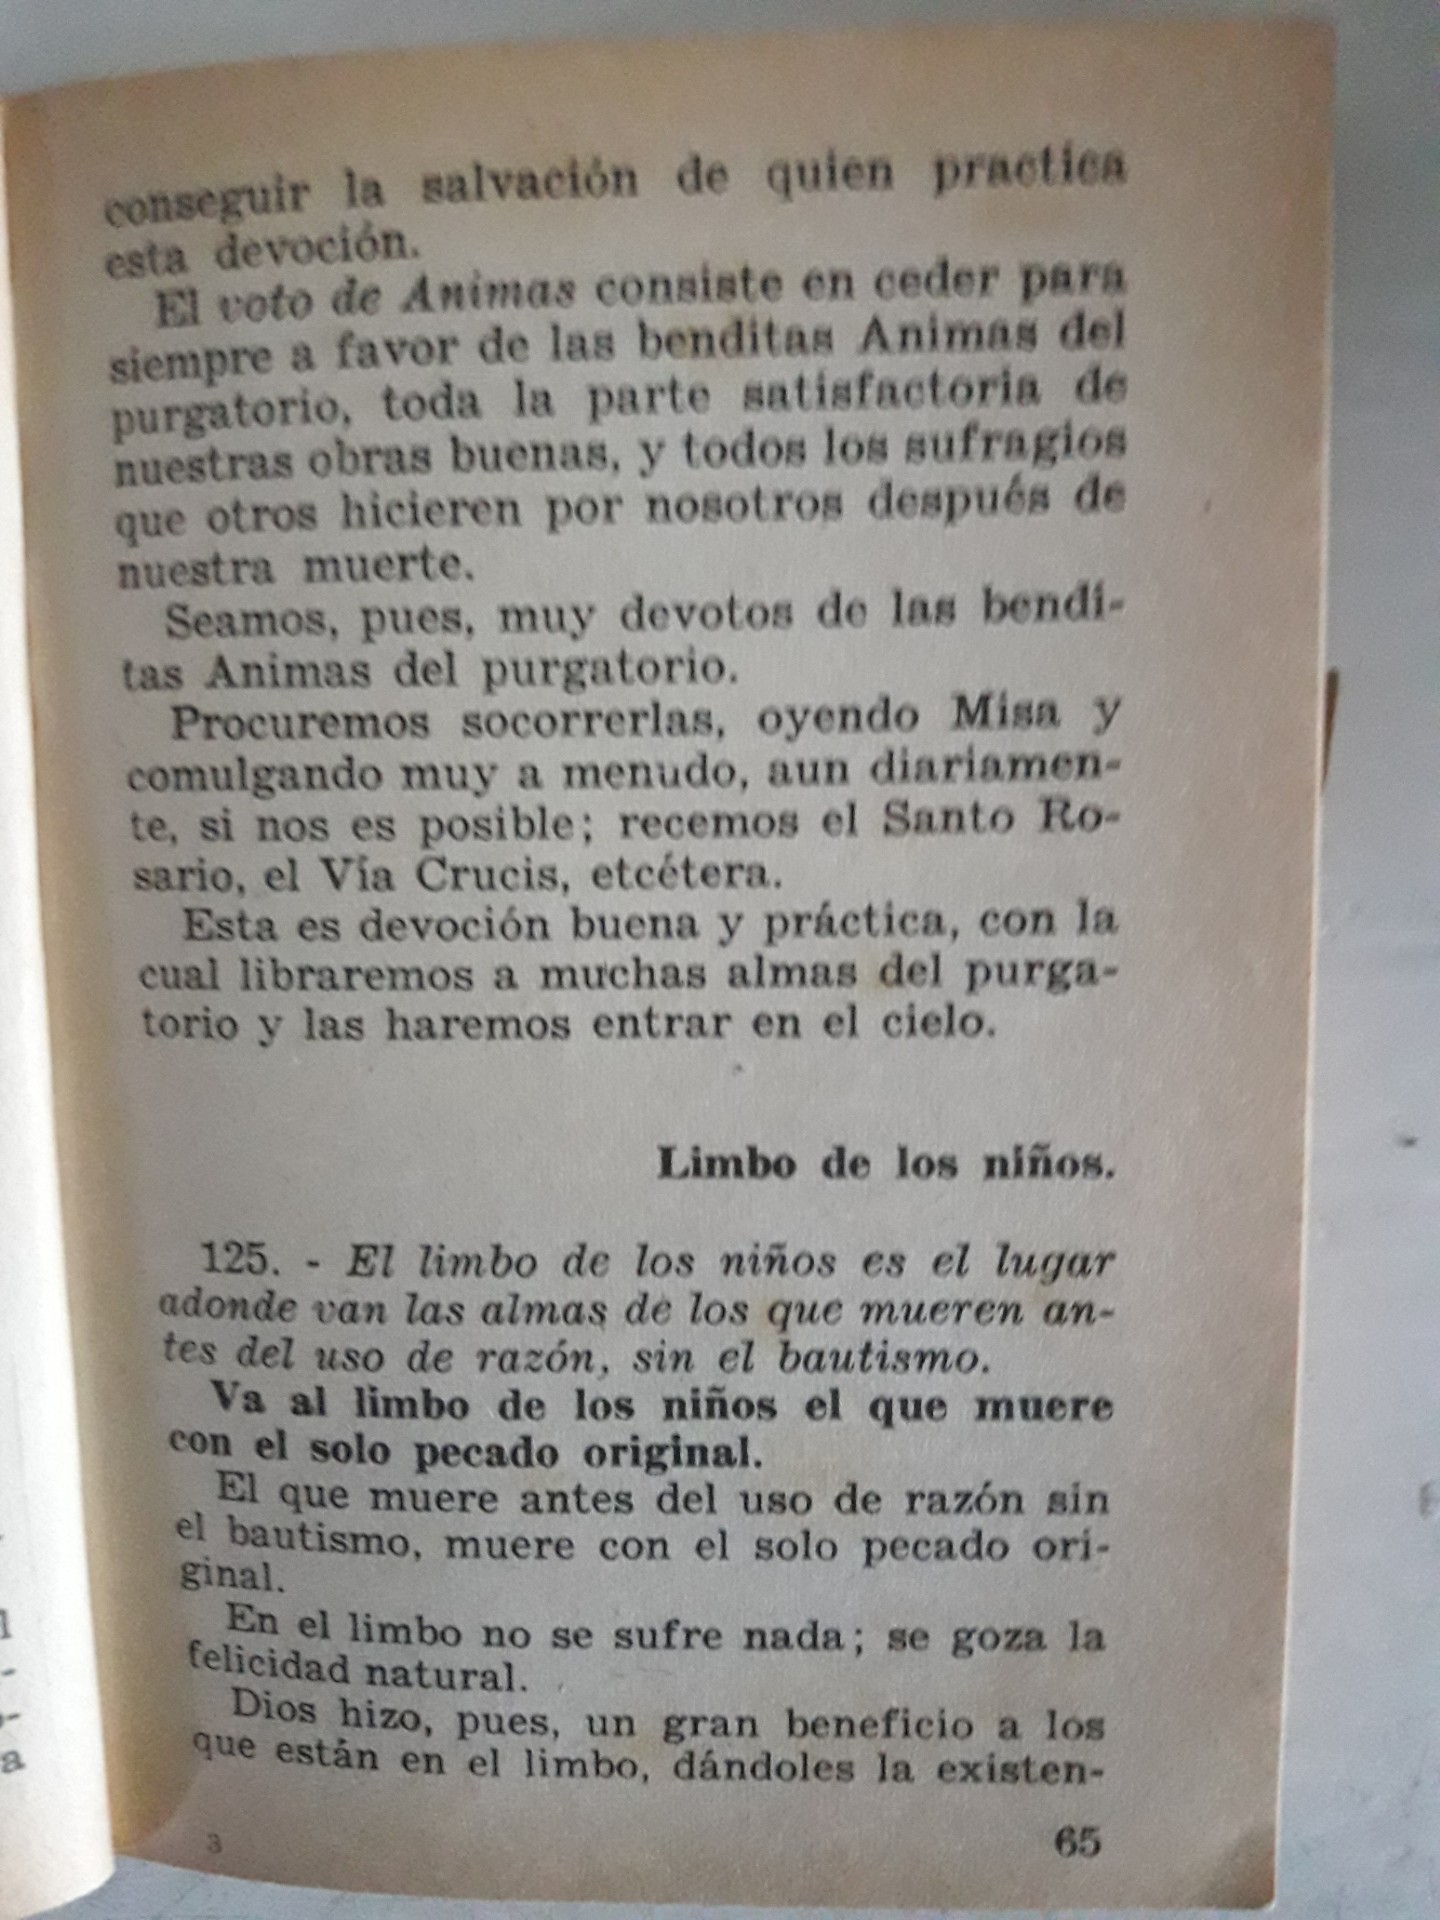 conseguir la salvación de quien practica
esta devoción.
El voto de Animas consiste en ceder para
siempre a favor de las benditas Animas del
purgatorio, toda la parte satisfactoria de
nuestras obras buenas, y todos los sufragios
que otros hicieren por nosotros después de
nuestra muerte.
Seamos, pues, muy devotos de las bendi-
tas Animas del purgatorio.
Procuremos socorrerlas, oyendo Misa y
comulgando muy a menudo, aun diariamen-
te, si nos es posible; recemos el Santo Ro-
sario, el Vía Crucis, etcétera.
Esta es devoción buena y práctica, con la
cual libraremos a muchas almas del purga-
torio y las haremos entrar en el cielo.
Limbo de los niños.
125. - El limbo de los niños es el lugar
adonde van las almas de los que mueren an-
tes del uso de razón, sin el bautismo.
Va al limbo de los niños el que muere
con el solo pecado original.
El que muere antes del uso de razón sin
el bautismo, muere con el solo pecado ori-
ginal.
En el limbo no se sufre nada; se goza la
felicidad natural.
Dios hizo, pues, un gran beneficio a los
que están en el limbo, dándoles la existen-
3 65